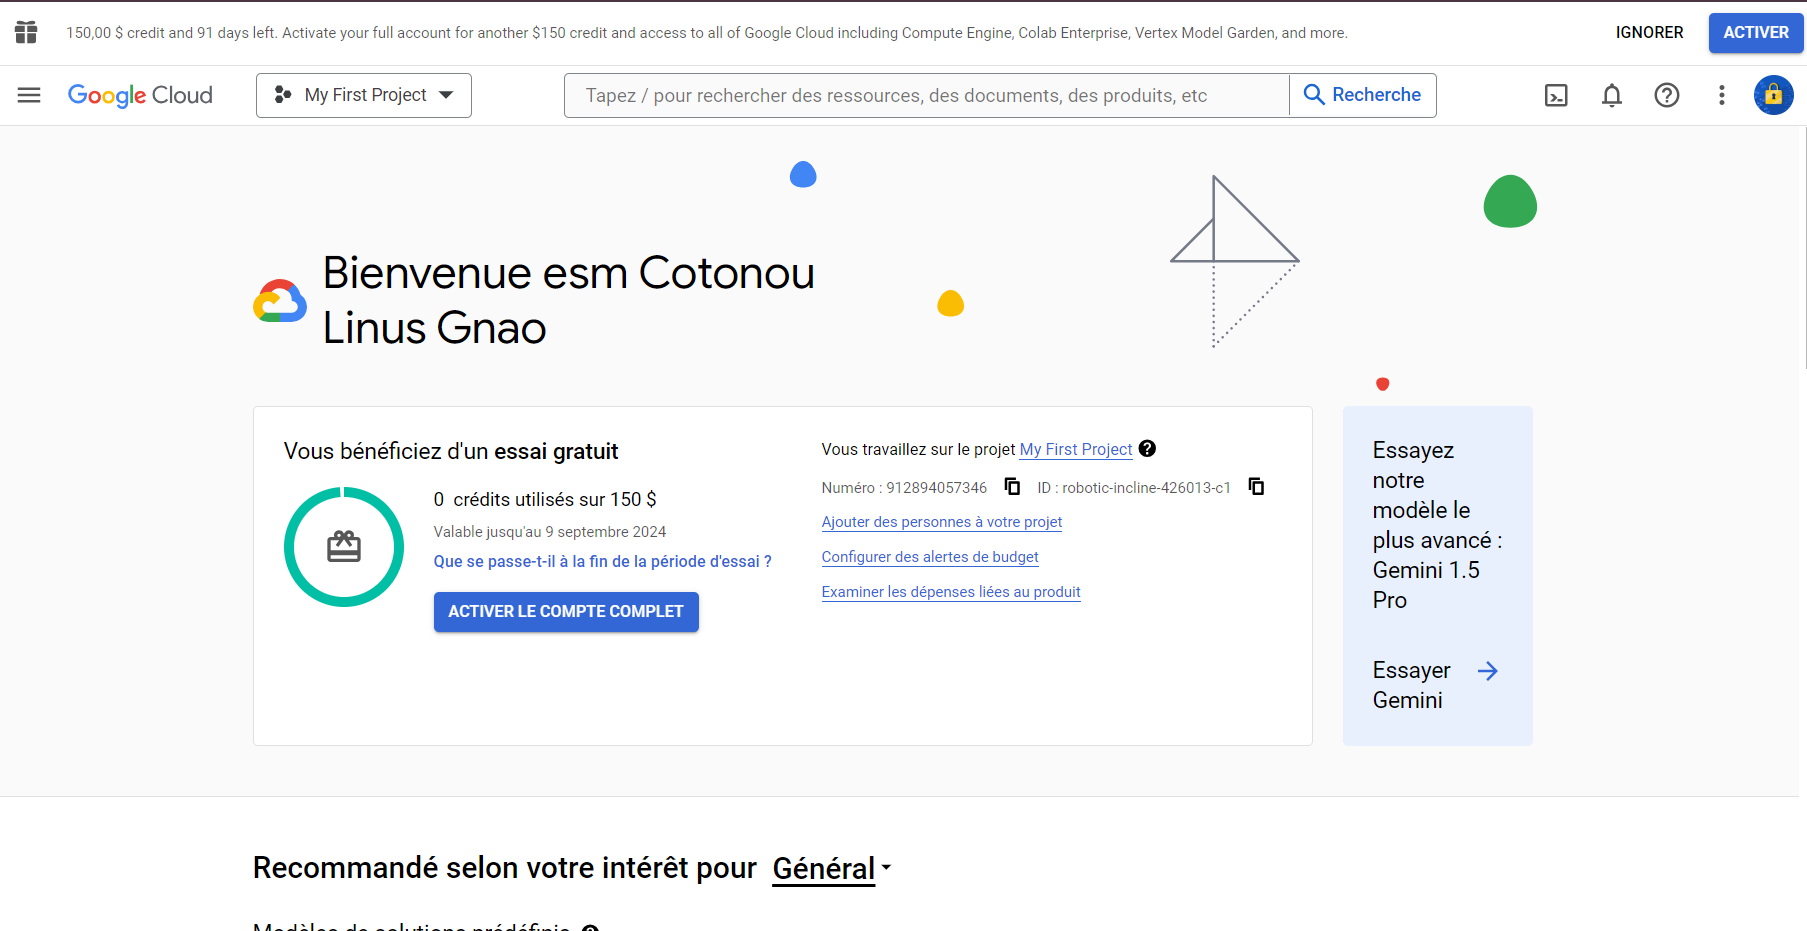 150,00 $ credit and 91 days left. Activate your full account for another $150 credit and access to all of Google Cloud including Compute Engine, Colab Enterprise, Vertex Model Garden, and more.
IGNORER
ACTIVER
Google Cloud
My First Project
Tapez / pour rechercher des ressources, des documents, des produits, etc
Recherche
Bienvenue esm Cotonou
Linus Gnao
Vous bénéficiez d'un essai gratuit
0 crédits utilisés sur 150 $
Valable jusqu'au 9 septembre 2024
Que se passe-t-il à la fin de la période d'essai ?
ACTIVER LE COMPTE COMPLET
Vous travaillez sur le projet My First Project
Numéro : 912894057346
ID : robotic-incline-426013-c1
Ajouter des personnes à votre projet
Configurer des alertes de budget
Examiner les dépenses liées au produit
Essayez
notre
modèle le
plus avancé :
Gemini 1.5
Pro
Essayer
Gemini
Recommandé selon votre intérêt pour Général
Modèles de solutions prédéfinis